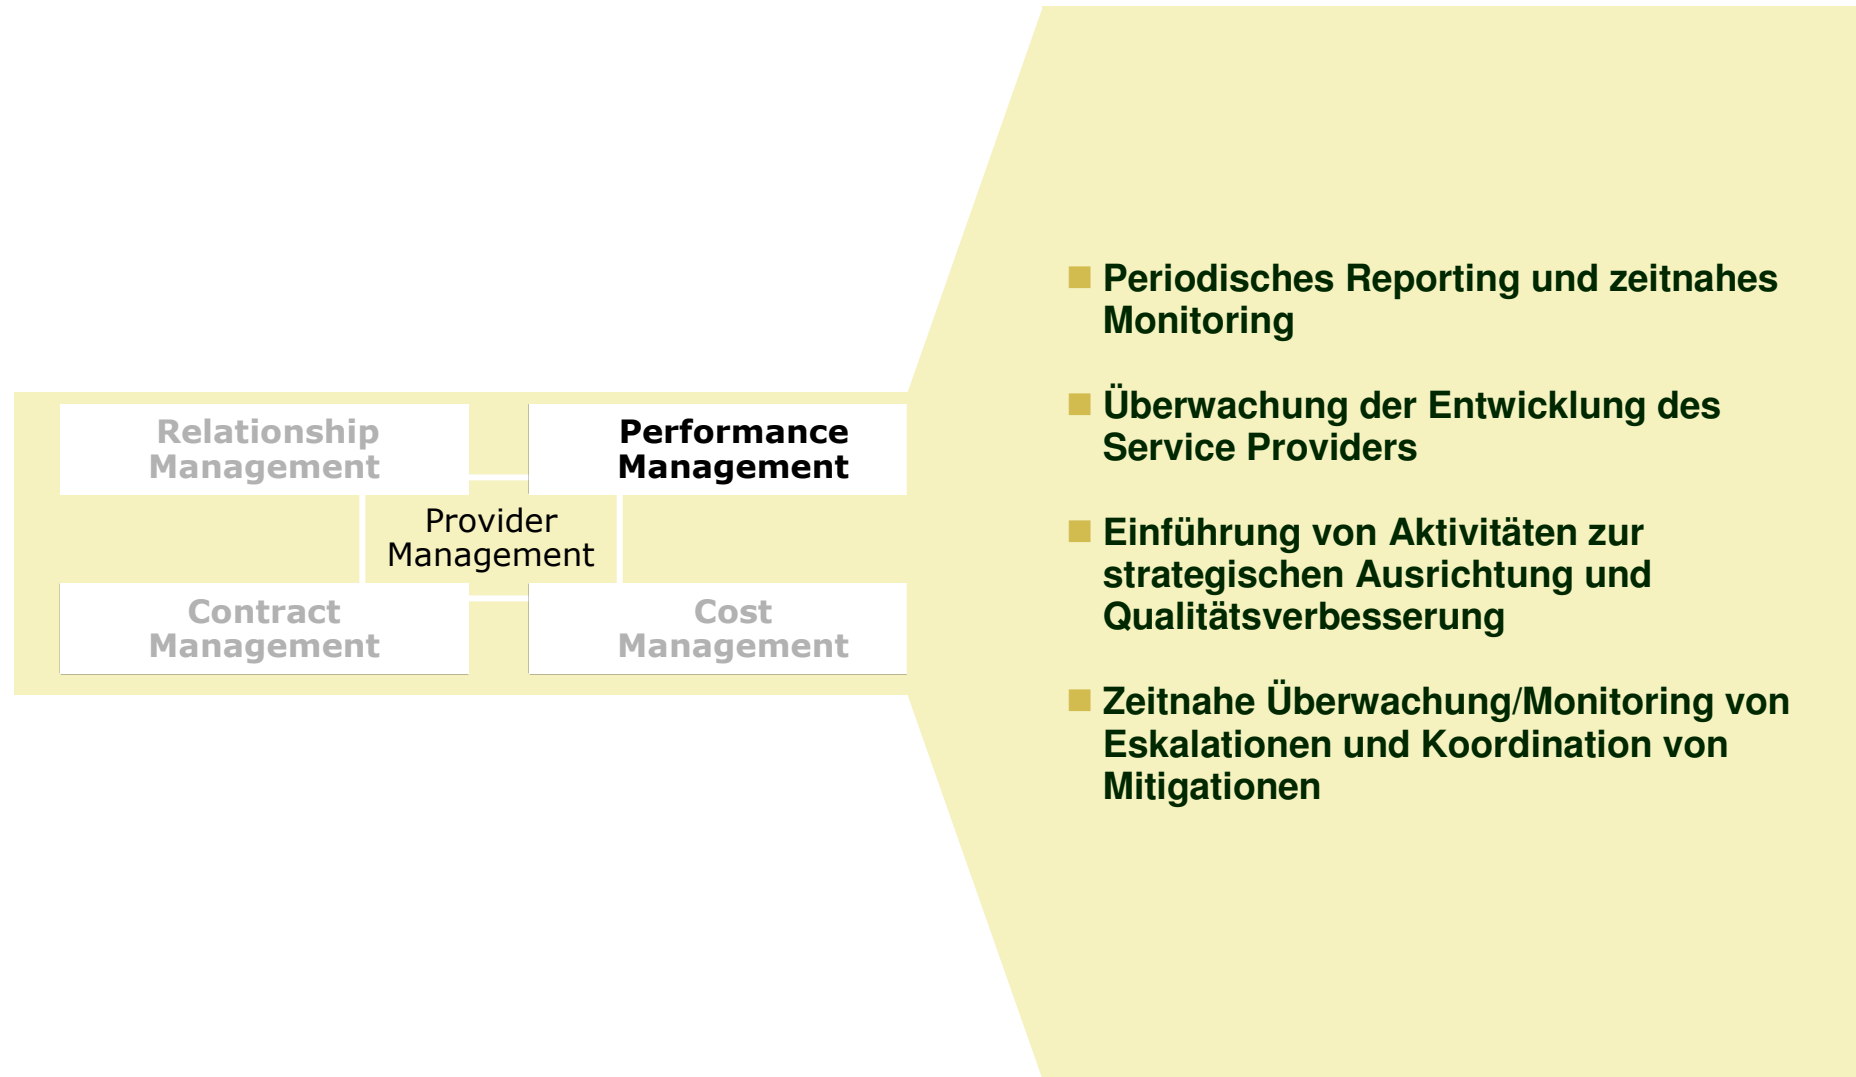 Relationship
Management
Performance
Management
Provider
Management
Contract
Management
Cost
Management
Periodisches Reporting und zeitnahes
Monitoring
Überwachung der Entwicklung des
Service Providers
Einführung von Aktivitäten zur
strategischen Ausrichtung und
Qualitätsverbesserung
Zeitnahe Überwachung/Monitoring von
Eskalationen und Koordination von
Mitigationen